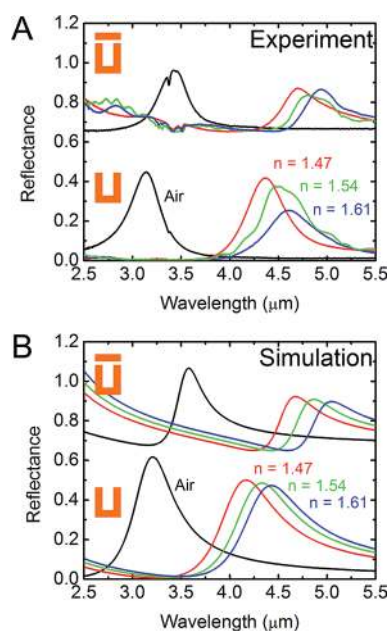 A
Experiment
1.2
1.0
0.8
0.6
0.4
0.2
0.0
Reflectance
Air
n = 1.47
n = 1.54
n = 1.61
2.5 3.0 3.5 4.0 4.5 5.0 5.5
Wavelength (μm)
B
Simulation
1.2
1.0
0.8
0.6
0.4
0.2
0.0
Reflectance
Air
n = 1.47
n = 1.54
n = 1.61
2.5 3.0 3.5 4.0 4.5 5.0 5.5
Wavelength (μm)